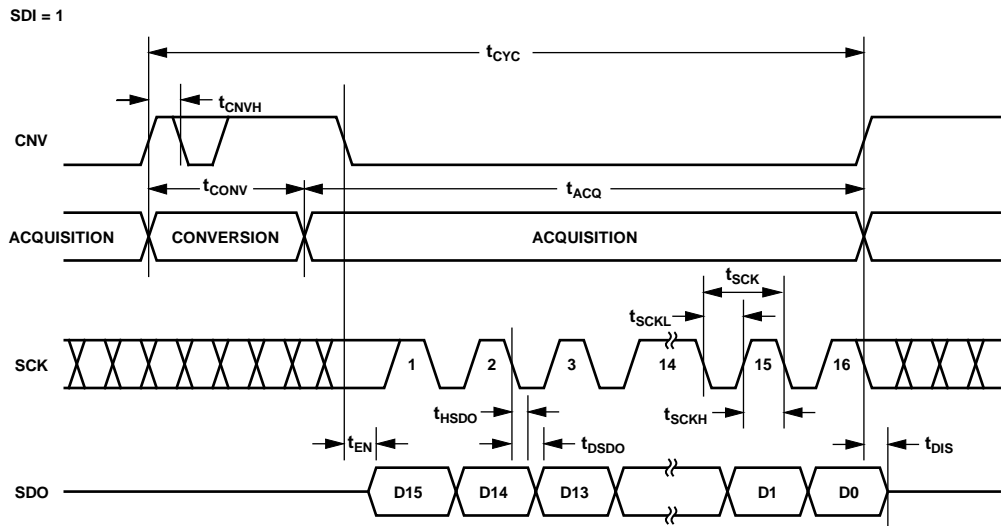 SDI = 1
tCYC
tCNVH
CNV
tCONV
tACQ
ACQUISITION
CONVERSION
ACQUISITION
tSCK
tSCKL
SCK
1
2
3
14
15
16
tHSDO
tSCKH
tEN
tDSDO
tDIS
SDO
D15
D14
D13
D1
D0